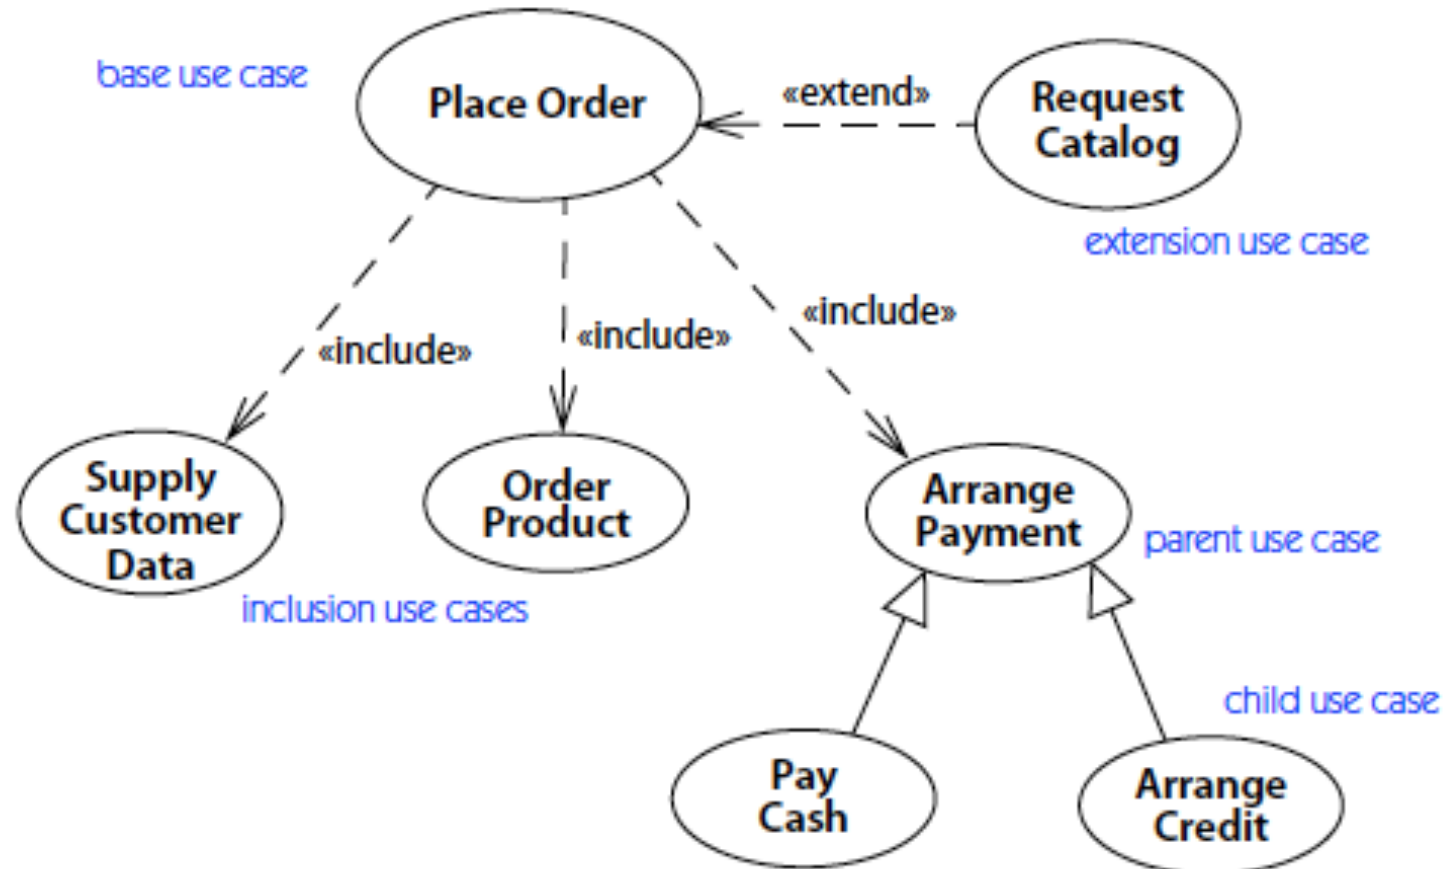 base use case
Place Order
«extend»
Request
Catalog
extension use case
«include»
«include»
«include»
Supply
Customer
Data
Order
Product
Arrange
Payment
parent use case
inclusion use cases
child use case
Pay
Cash
Arrange
Credit